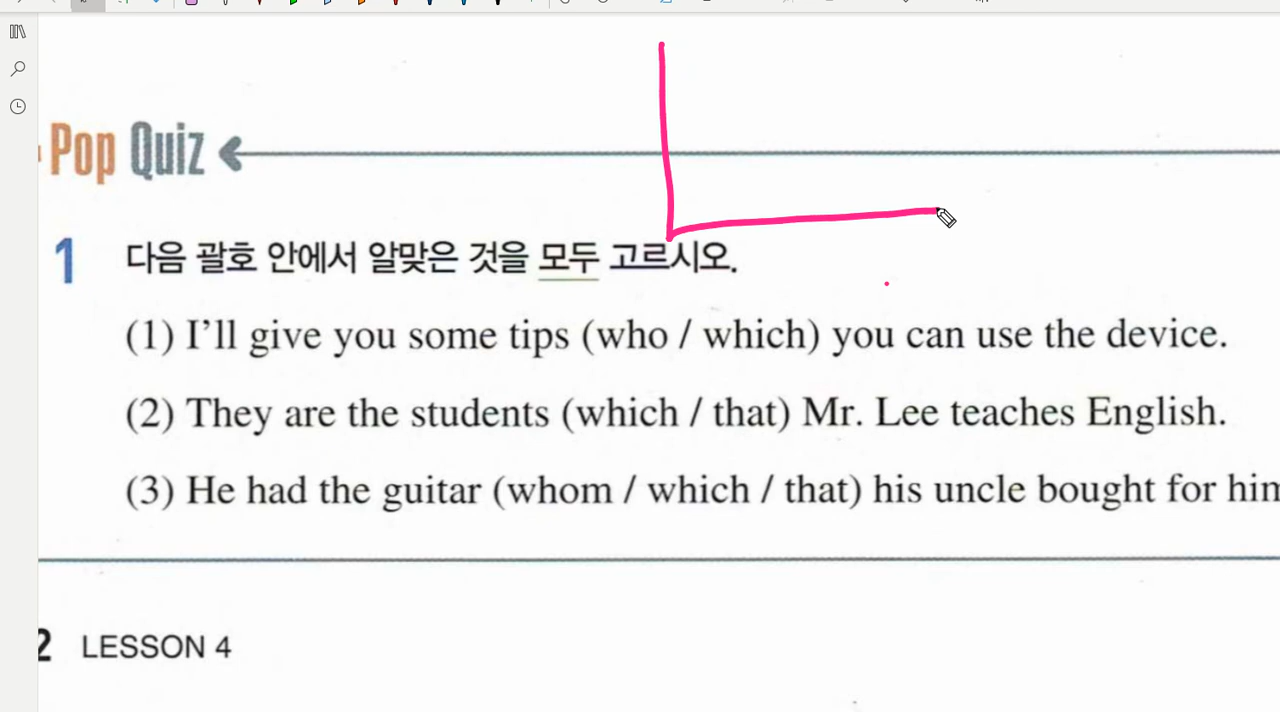 Pop Quiz
1 다음 괄호 안에서 알맞은 것을 모두 고르시오.
(1) I'll give you some tips (who / which) you can use the device.
(2) They are the students (which / that) Mr. Lee teaches English.
(3) He had the guitar (whom / which / that) his uncle bought for him
2 LESSON 4